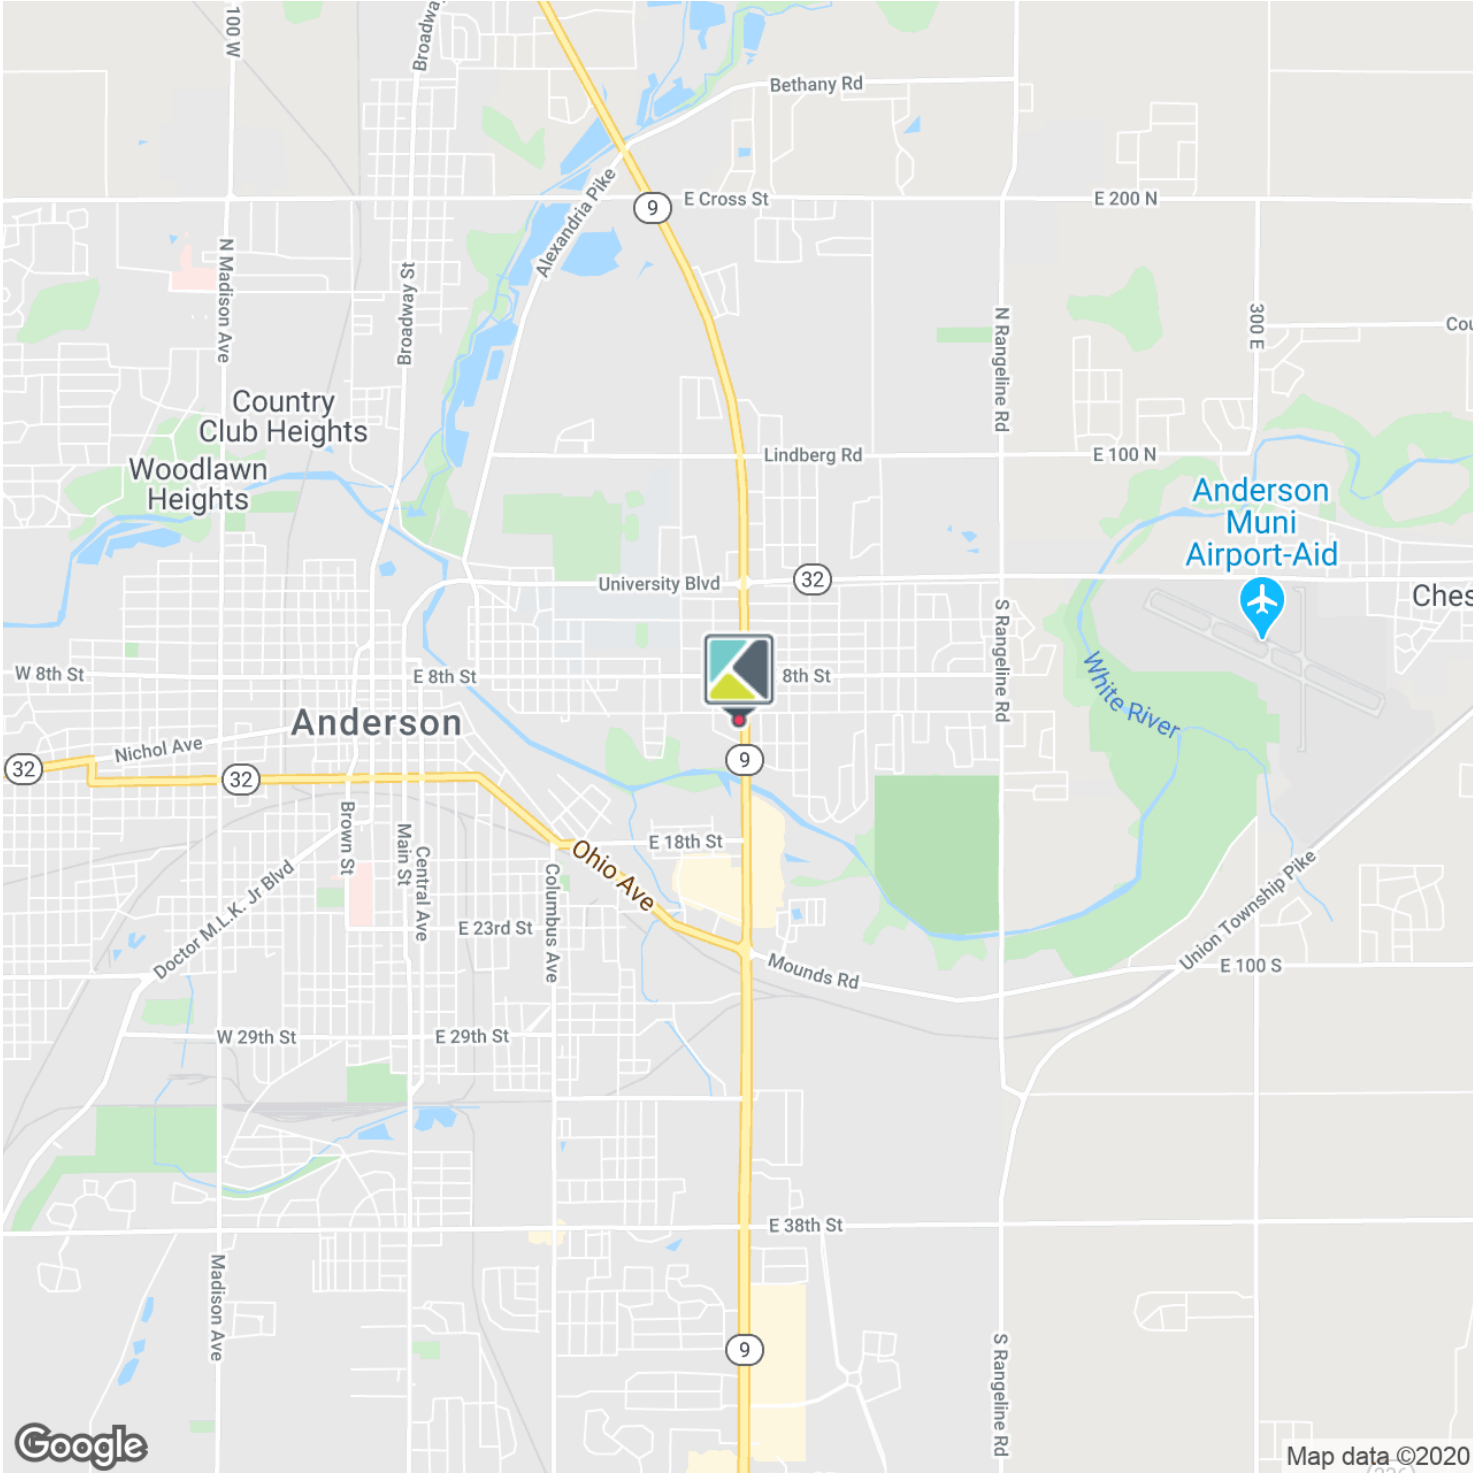 100 W
Broadway
Bethany Rd
Alexandria Pike
9
E Cross St
E 200 N
N Madison Ave
Broadway St
N Rangeline Rd
300 E
Cou
Country
Club Heights
Woodlawn
Heights
Lindberg Rd
E 100 N
Anderson
Muni
Airport-Aid
University Blvd
32
Ches
S Rangeline Rd
W 8th St
E 8th St
8th St
White River
Anderson
Nichol Ave
32
32
9
Brown St
Main St
Central Ave
E 18th St
Ohio Ave
Columbus Ave
Doctor M.L.K. Jr Blvd
E 23rd St
Union Township Pike
Mounds Rd
E 100 S
W 29th St
E 29th St
E 38th St
Madison Ave
9
S Rangeline Rd
Google
Map data ©2020